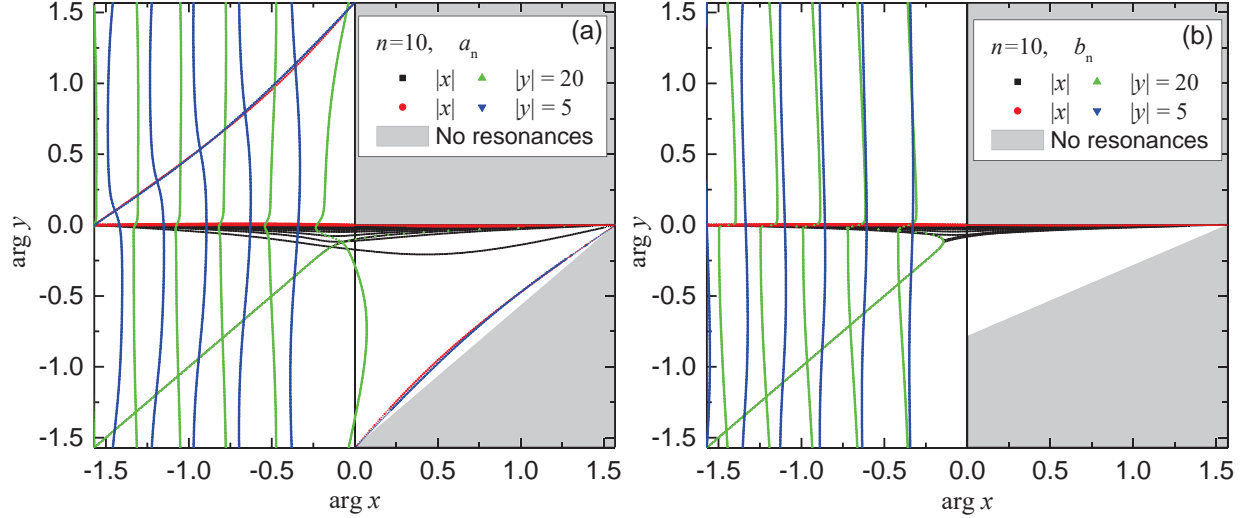 (a)
n=10, aₙ
|x| |y| = 20
|x| |y| = 5
No resonances
1.5
1.0
0.5
0.0
-0.5
-1.0
-1.5
arg y
-1.5 -1.0 -0.5 0.0 0.5 1.0 1.5
arg x
(b)
n=10, bₙ
|x| |y| = 20
|x| |y| = 5
No resonances
1.5
1.0
0.5
0.0
-0.5
-1.0
-1.5
arg y
-1.5 -1.0 -0.5 0.0 0.5 1.0 1.5
arg x